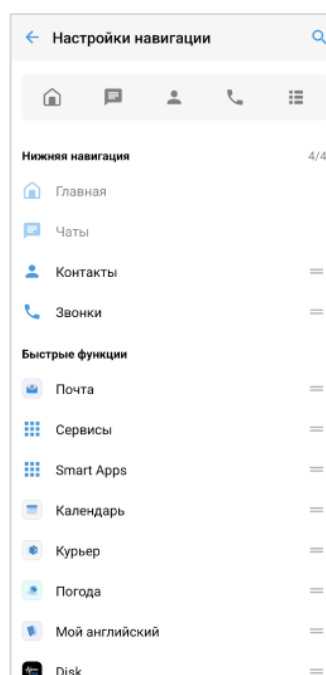 Настройки навигации
Нижняя навигация 4/4
Главная
Чаты
Контакты
Звонки
Быстрые функции
Почта
Сервисы
Smart Apps
Календарь
Курьер
Погода
Мой английский
Disk